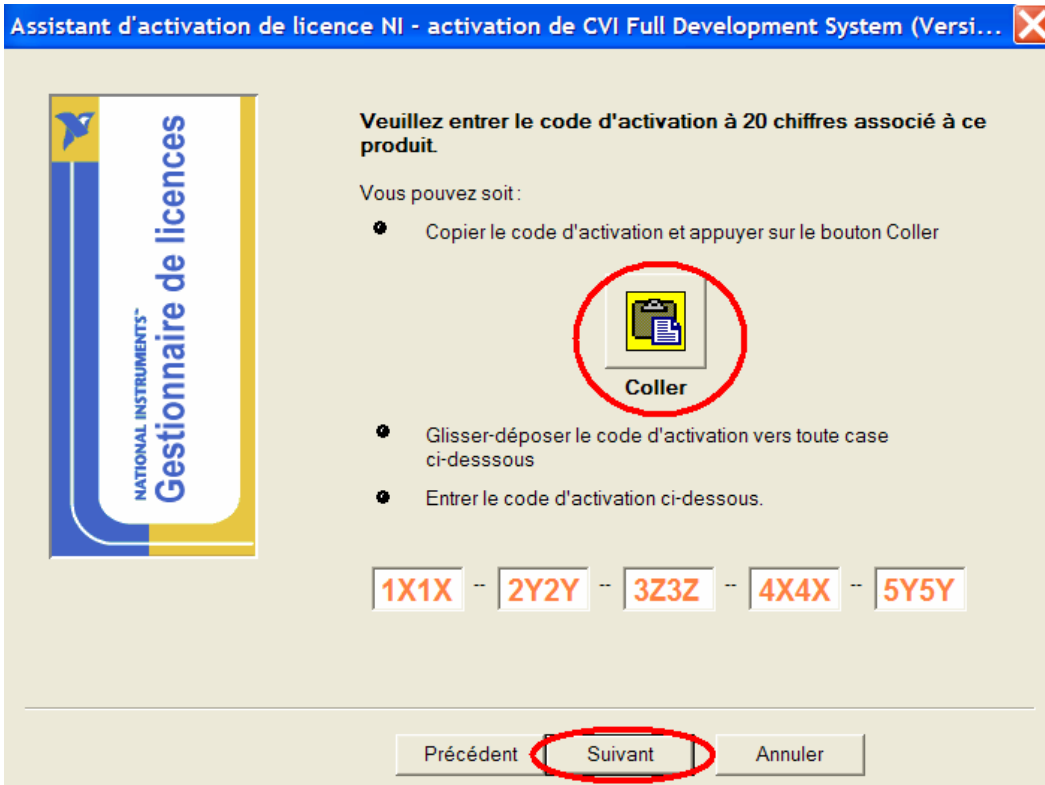 Assistant d'activation de licence NI - activation de CVI Full Development System (Versi...
NATIONAL INSTRUMENTS™
Gestionnaire de licences
Veuillez entrer le code d'activation à 20 chiffres associé à ce
produit.
Vous pouvez soit :
Copier le code d'activation et appuyer sur le bouton Coller
Coller
Glisser-déposer le code d'activation vers toute case
ci-desssous
Entrer le code d'activation ci-dessous.
1X1X -- 2Y2Y -- 3Z3Z -- 4X4X -- 5Y5Y
Précédent Suivant Annuler